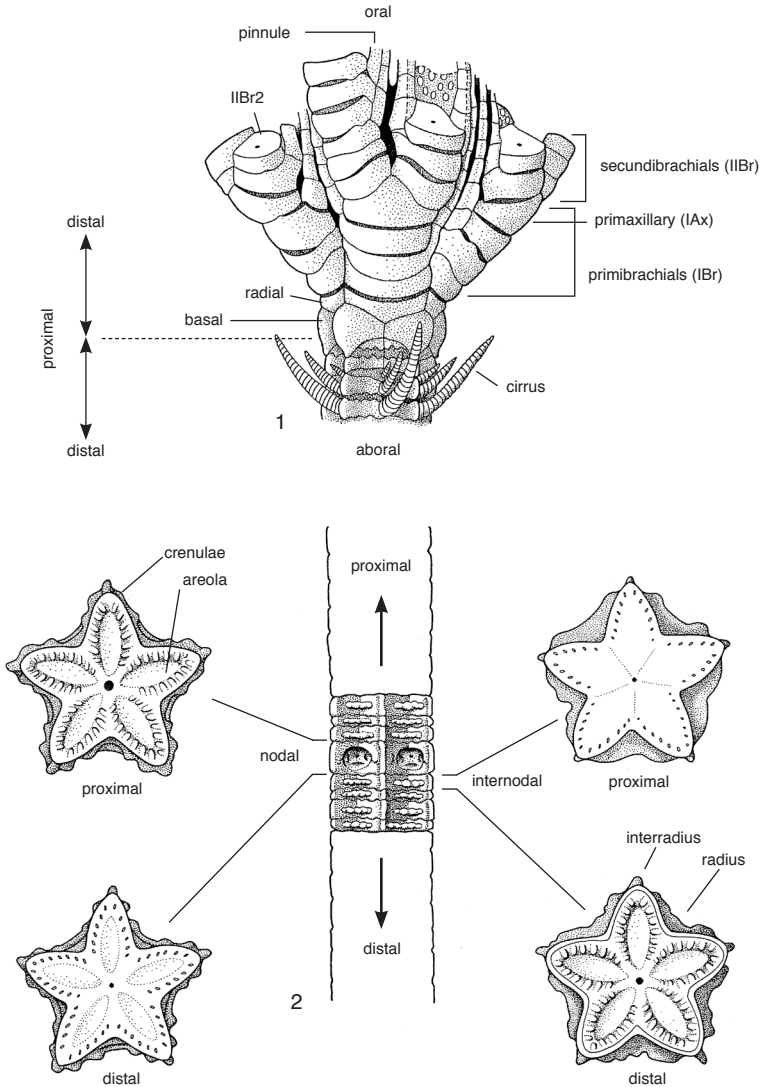 oral
pinnule
IIBr2
secundibrachials (IIBr)
distal
primaxillary (IAx)
proximal
primibrachials (IBr)
radial
basal
cirrus
1
distal
aboral
crenulae
areola
proximal
nodal
internodal
proximal
proximal
interradius
radius
distal
2
distal
distal